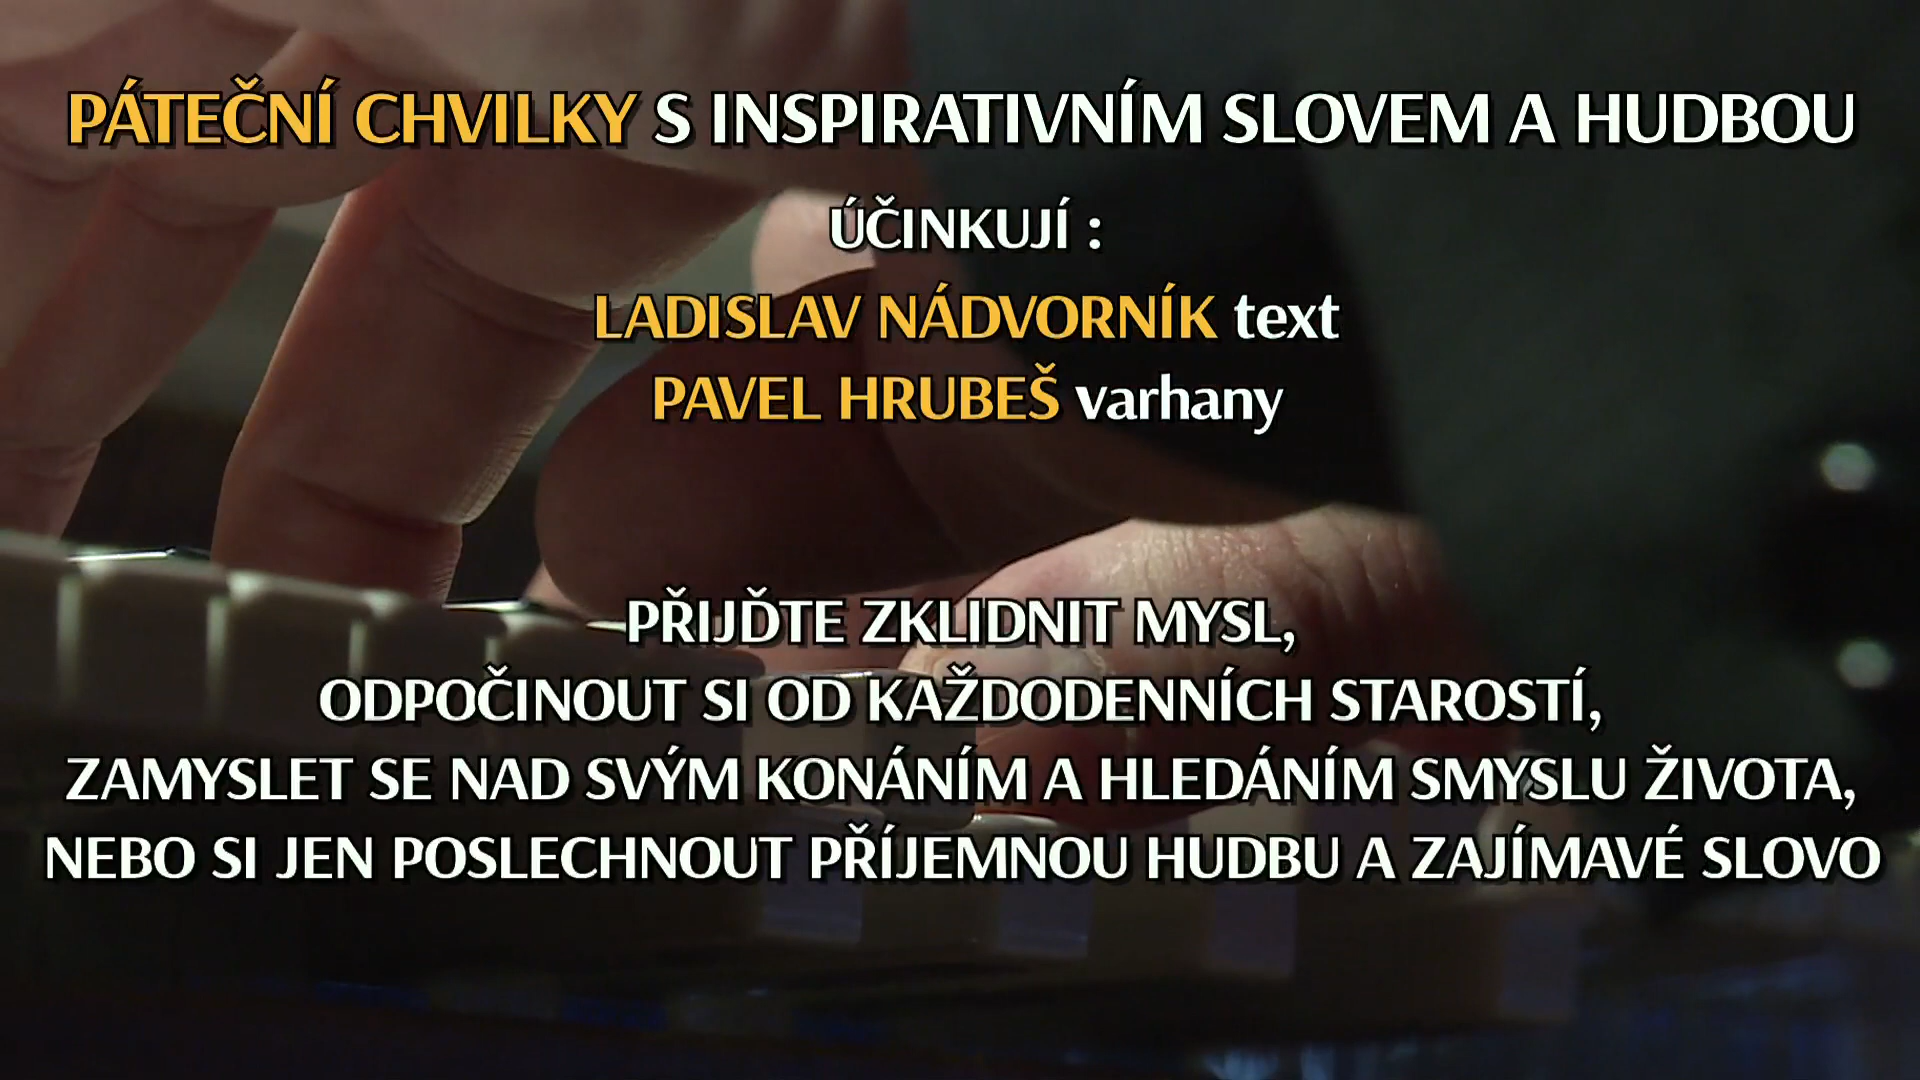 PÁTEČNÍ CHVILKY S INSPIRATIVNÍM SLOVEM A HUDBOU
ÚČINKUJÍ :
LADISLAV NÁDVORNÍK text
PAVEL HRUBEŠ varhany
PŘIJĎTE ZKLIDNIT MYSL,
ODPOČINOUT SI OD KAŽDODENNÍCH STAROSTÍ,
ZAMYSLET SE NAD SVÝM KONÁNÍM A HLEDÁNÍM SMYSLU ŽIVOTA,
NEBO SI JEN POSLECHNOUT PŘÍJEMNOU HUDBU A ZAJÍMAVÉ SLOVO